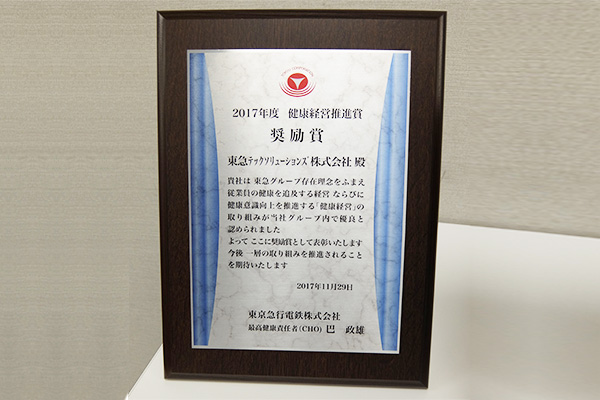 2017年度 健康経営推進賞
奨励賞
東急テックソリューションズ 株式会社 殿
貴社は 東急グループ存在理念をふまえ
従業員の健康を追及する経営 ならびに
健康意識向上を推進する「健康経営」の
取り組みが当社グループ内で優良と
認められました
よって ここに奨励賞として表彰いたします
今後 一層の取り組みを推進されること
を期待いたします
2017年11月29日
東京急行電鉄株式会社
最高健康責任者(CHO) 巴 政雄